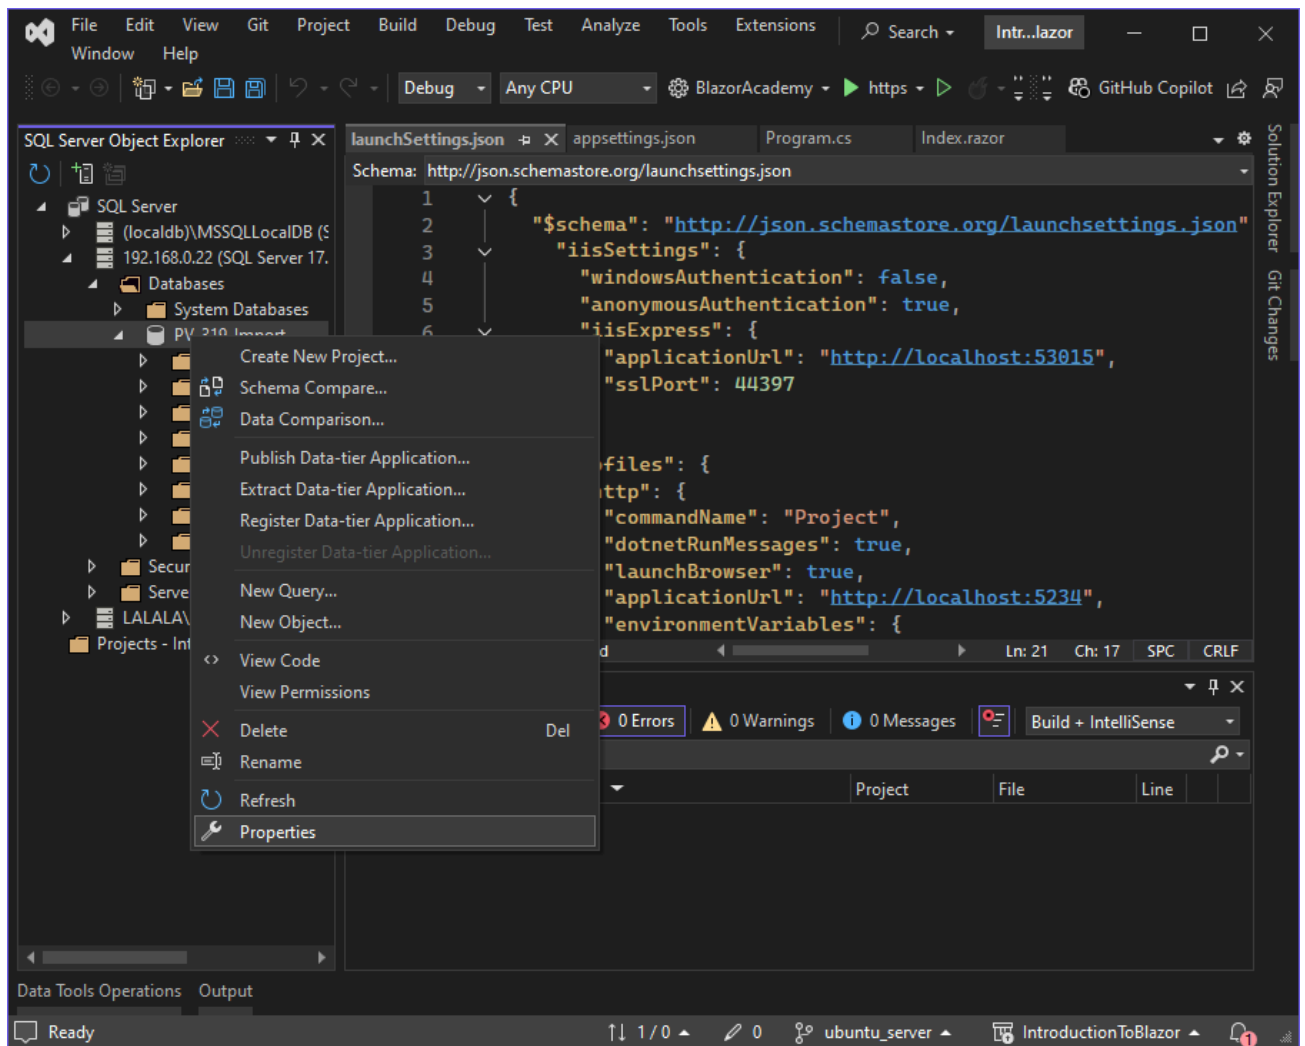 File Edit View Git Project Build Debug Test Analyze Tools Extensions Search Intr...lazor
Window Help
Debug Any CPU BlazorAcademy https GitHub Copilot
SQL Server Object Explorer
launchSettings.json appsettings.json Program.cs Index.razor
Schema: http://json.schemastore.org/launchsettings.json
SQL Server
(localdb)\MSSQLLocalDB (S
192.168.0.22 (SQL Server 17.
Databases
System Databases
PV_319_Import
Secur
Serve
LALALA\
Projects - Int
1 {
2 "$schema": "http://json.schemastore.org/launchsettings.json"
3 "iisSettings": {
4 "windowsAuthentication": false,
5 "anonymousAuthentication": true,
6 "iisExpress": {
"applicationUrl": "http://localhost:53015",
"sslPort": 44397
ofiles": {
http": {
"commandName": "Project",
"dotnetRunMessages": true,
"launchBrowser": true,
"applicationUrl": "http://localhost:5234",
"environmentVariables": {
d Ln: 21 Ch: 17 SPC CRLF
Create New Project...
Schema Compare...
Data Comparison...
Publish Data-tier Application...
Extract Data-tier Application...
Register Data-tier Application...
Unregister Data-tier Application...
New Query...
New Object...
View Code
View Permissions
Delete Del
Rename
Refresh
Properties
0 Errors 0 Warnings 0 Messages Build + IntelliSense
Project File Line
Solution Explorer
Git Changes
Data Tools Operations Output
Ready 1 / 0 0 ubuntu_server IntroductionToBlazor 1